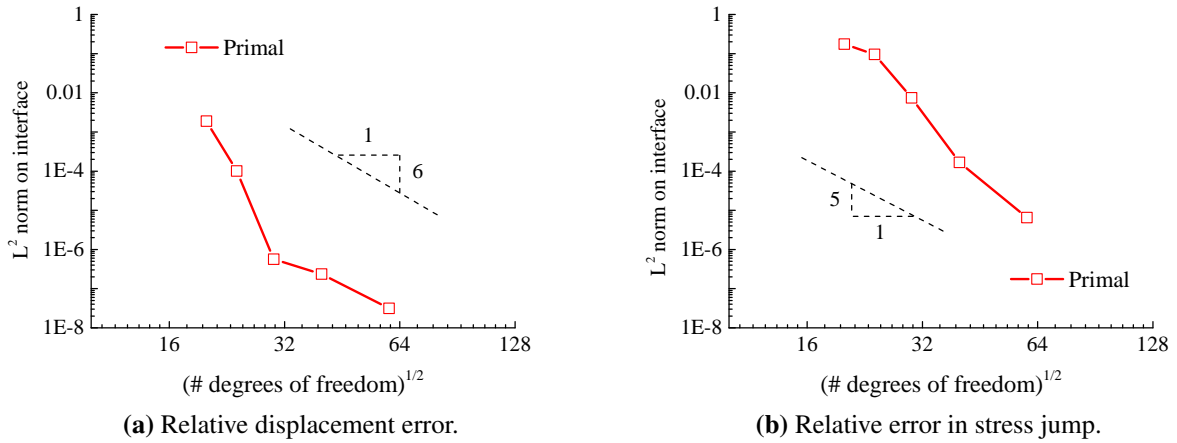 1
0.01
1E-4
1E-6
1E-8
L² norm on interface
Primal
1
6
16
32
64
128
(# degrees of freedom)^1/2
(a) Relative displacement error.
1
0.01
1E-4
1E-6
1E-8
L² norm on interface
5
1
Primal
16
32
64
128
(# degrees of freedom)^1/2
(b) Relative error in stress jump.